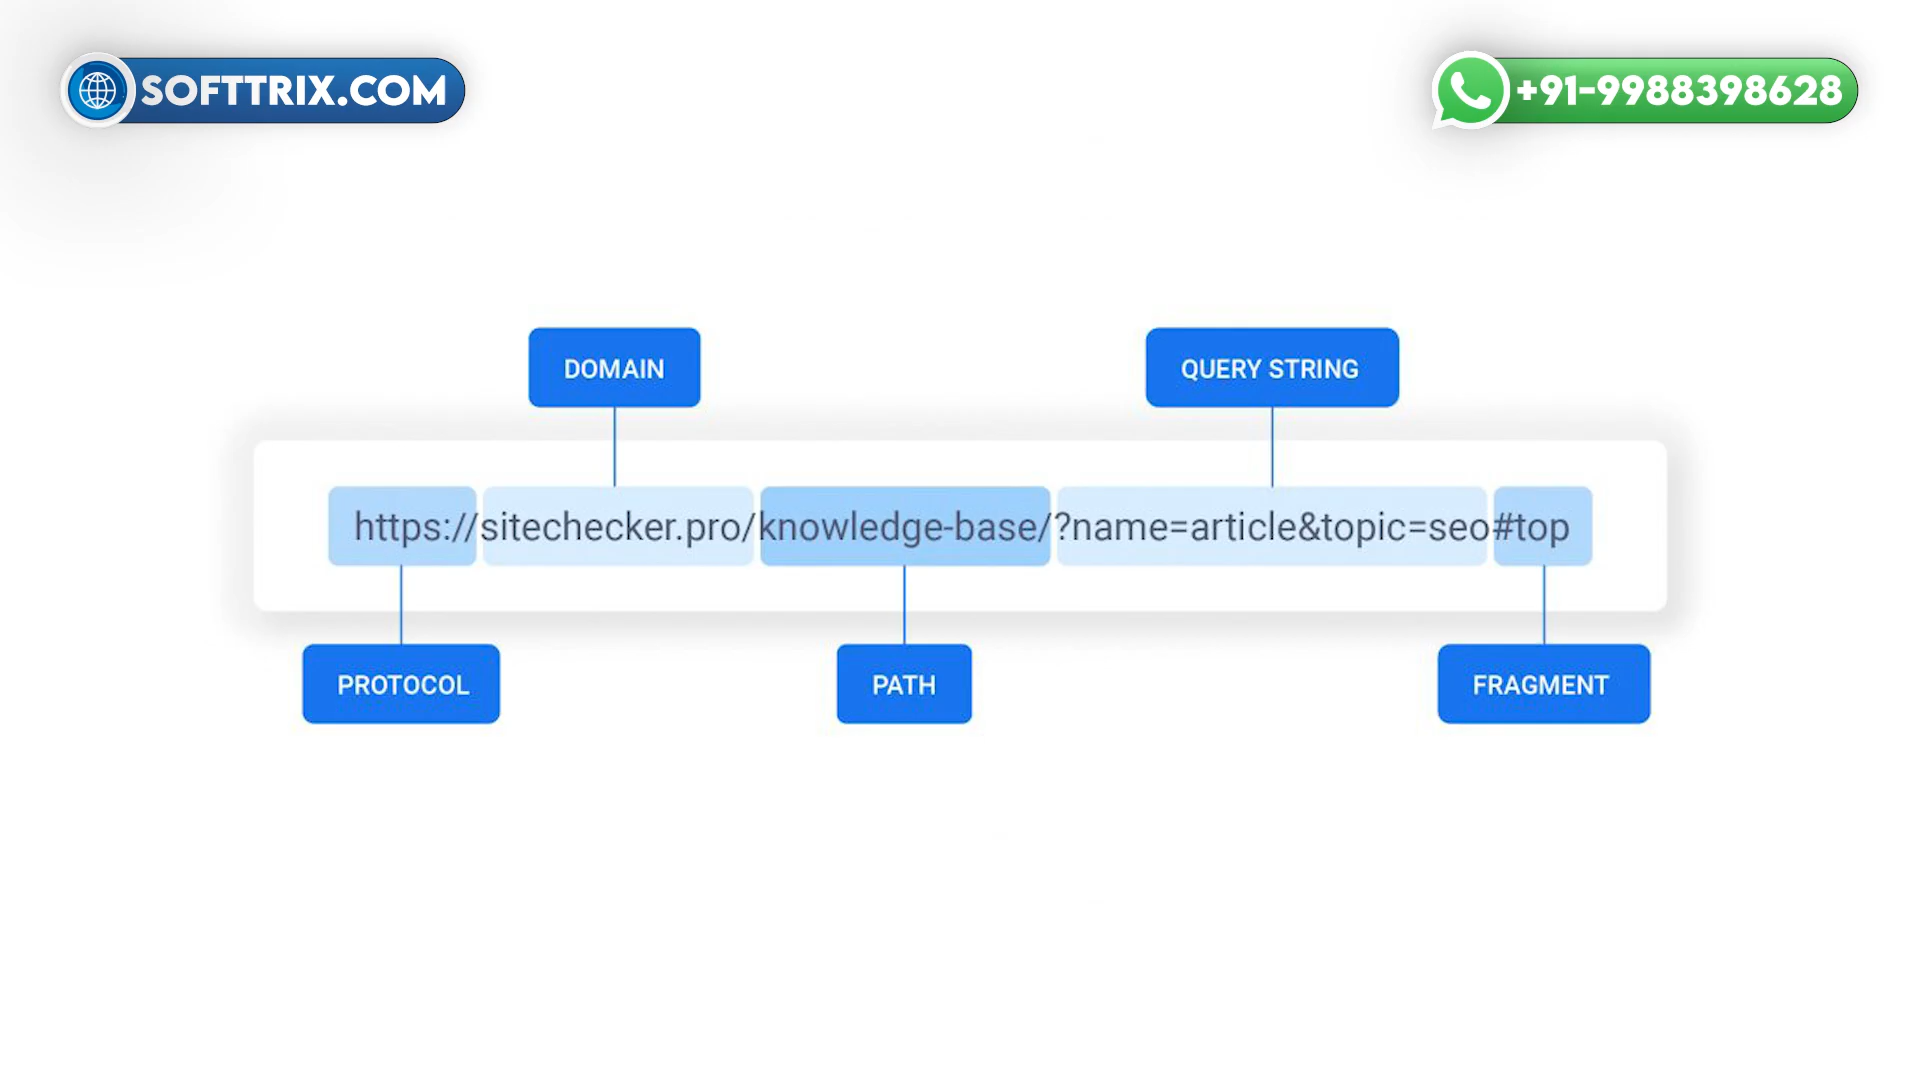 SOFTTRIX.COM
+91-9988398628
DOMAIN
QUERY STRING
https://sitechecker.pro/knowledge-base/?name=article&topic=seo#top
PROTOCOL
PATH
FRAGMENT